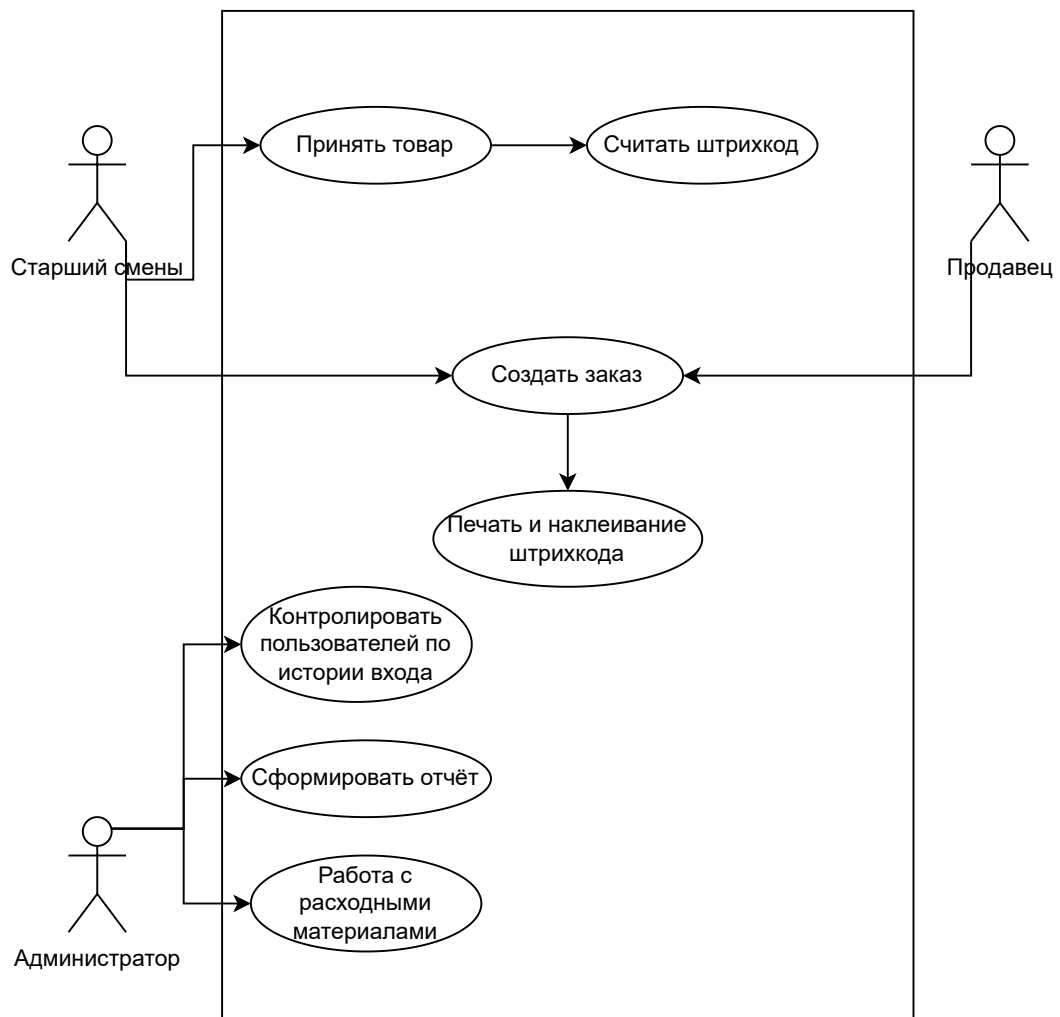 Принять товар
Считать штрихкод
Старший смены
Продавец
Создать заказ
Печать и наклеивание
штрихкода
Контролировать
пользователей по
истории входа
Сформировать отчёт
Работа с
расходными
материалами
Администратор